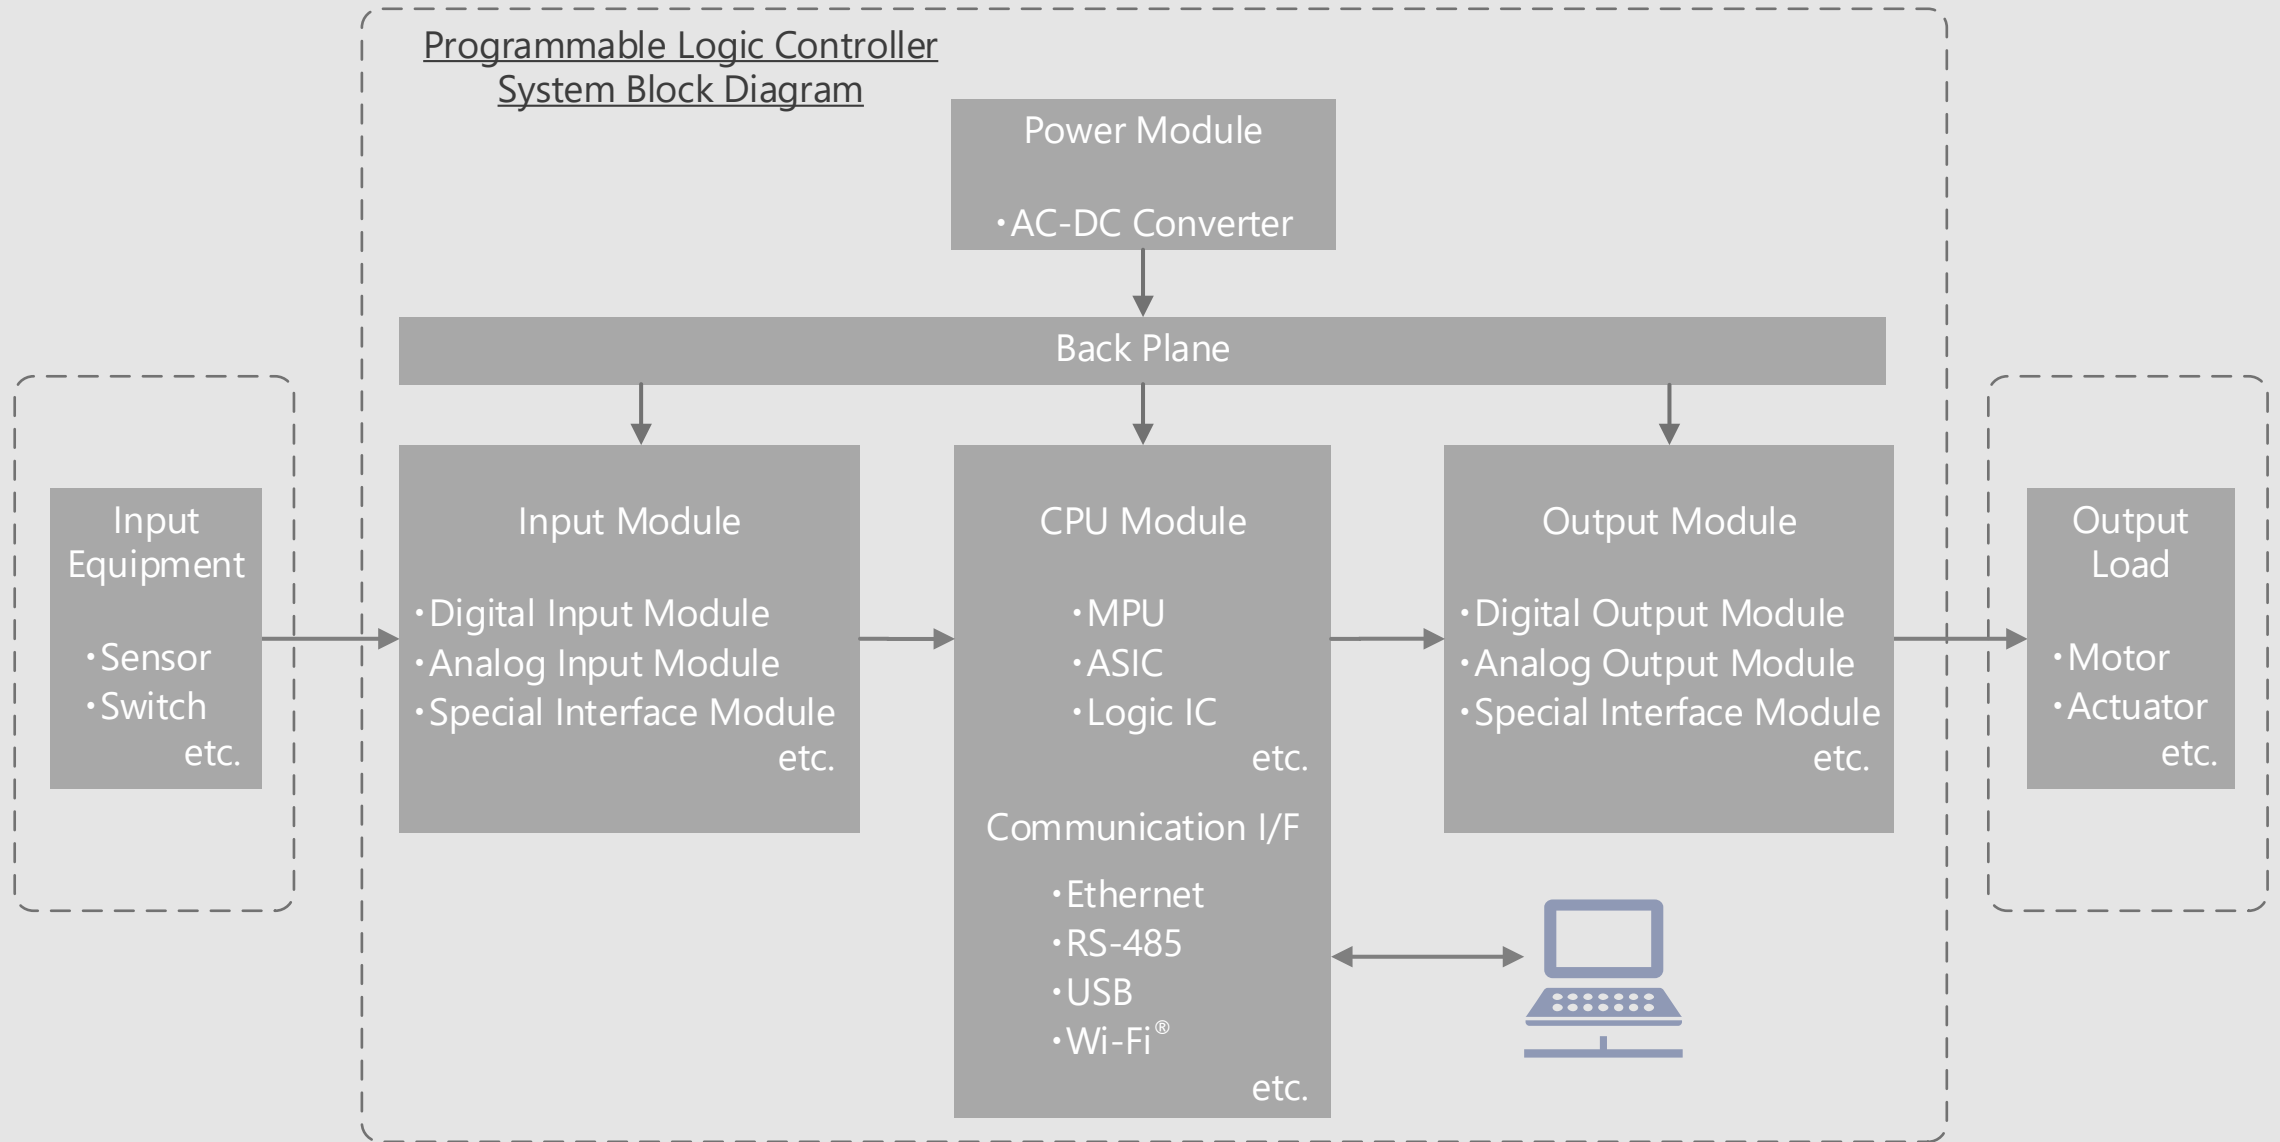 Programmable Logic Controller
System Block Diagram
Power Module
・AC-DC Converter
Back Plane
Input
Equipment
・Sensor
・Switch
etc.
Input Module
・Digital Input Module
・Analog Input Module
・Special Interface Module
etc.
CPU Module
・MPU
・ASIC
・Logic IC
etc.
Communication I/F
・Ethernet
・RS-485
・USB
・Wi-Fi®
etc.
Output Module
・Digital Output Module
・Analog Output Module
・Special Interface Module
etc.
Output
Load
・Motor
・Actuator
etc.